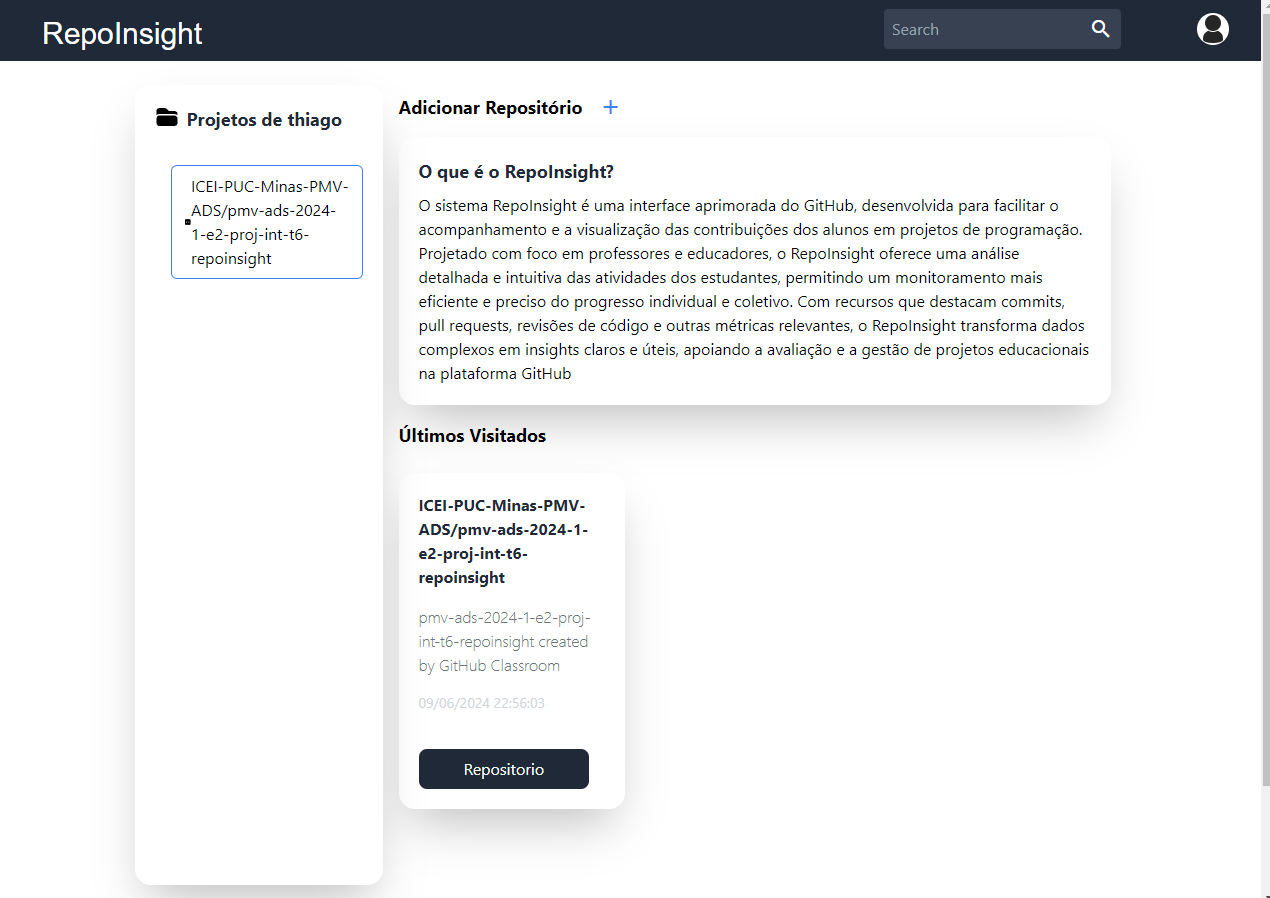 RepoInsight
Search
Projetos de thiago
ICEI-PUC-Minas-PMV-
ADS/pmv-ads-2024-
1-e2-proj-int-t6-
repoinsight
Adicionar Repositório +
O que é o RepoInsight?
O sistema RepoInsight é uma interface aprimorada do GitHub, desenvolvida para facilitar o
acompanhamento e a visualização das contribuições dos alunos em projetos de programação.
Projetado com foco em professores e educadores, o RepoInsight oferece uma análise
detalhada e intuitiva das atividades dos estudantes, permitindo um monitoramento mais
eficiente e preciso do progresso individual e coletivo. Com recursos que destacam commits,
pull requests, revisões de código e outras métricas relevantes, o RepoInsight transforma dados
complexos em insights claros e úteis, apoiando a avaliação e a gestão de projetos educacionais
na plataforma GitHub
Últimos Visitados
ICEI-PUC-Minas-PMV-
ADS/pmv-ads-2024-1-
e2-proj-int-t6-
repoinsight
pmv-ads-2024-1-e2-proj-
int-t6-repoinsight created
by GitHub Classroom
09/06/2024 22:56:03
Repositorio